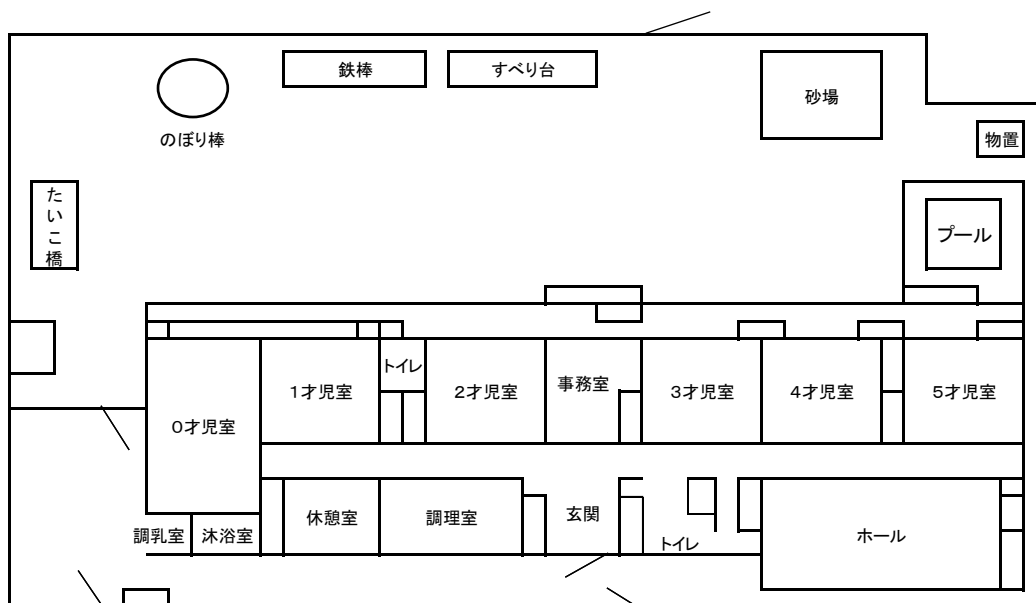 鉄棒
すべり台
砂場
のぼり棒
物置
たいこ橋
プール
トイレ
1才児室
2才児室
事務室
3才児室
4才児室
5才児室
0才児室
休憩室
調理室
玄関
調乳室
沐浴室
トイレ
ホール